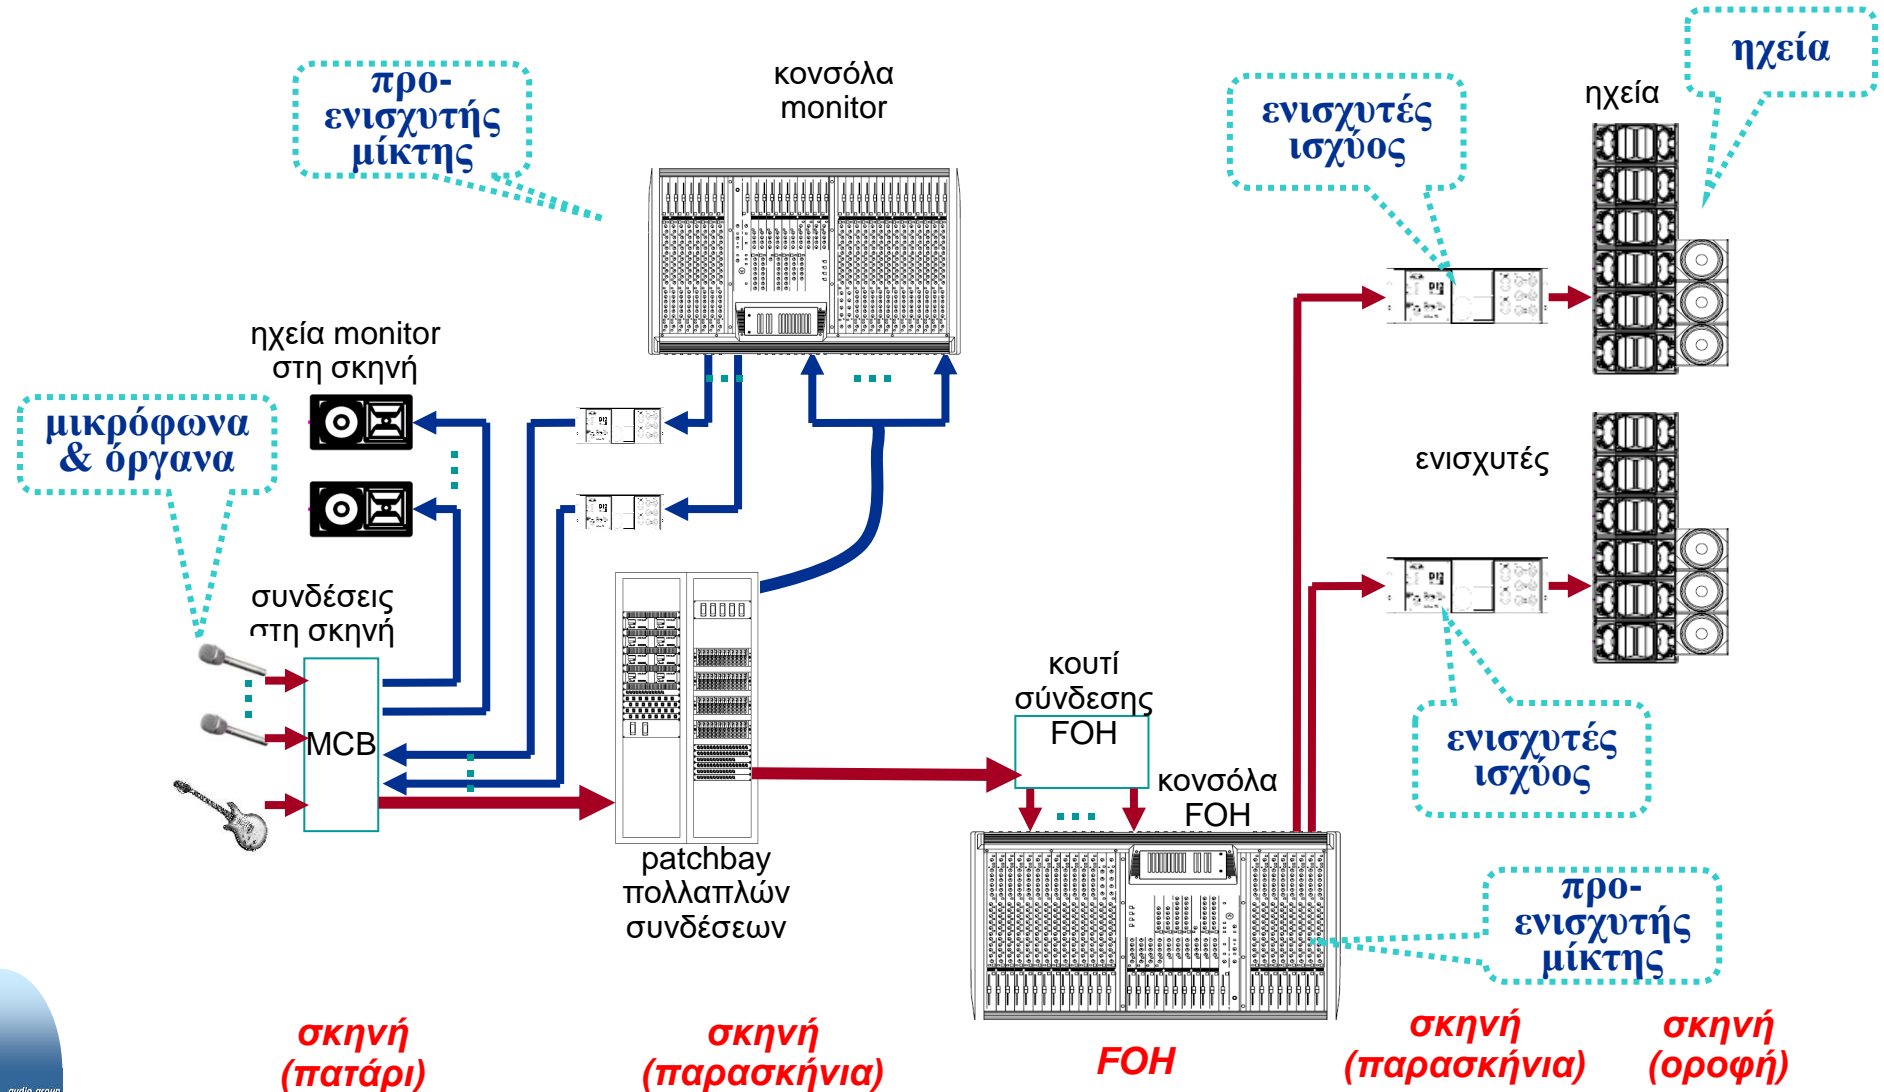 προ-
ενισχυτής
μίκτης
κονσόλα
monitor
ενισχυτές
ισχύος
ηχεία
ηχεία
ηχεία monitor
στη σκηνή
μικρόφωνα
& όργανα
ενισχυτές
συνδέσεις
στη σκηνή
MCB
κουτί
σύνδεσης
FOH
κονσόλα
FOH
ενισχυτές
ισχύος
patchbay
πολλαπλών
συνδέσεων
προ-
ενισχυτής
μίκτης
σκηνή
(πατάρι)
σκηνή
(παρασκήνια)
FOH
σκηνή
(παρασκήνια)
σκηνή
(οροφή)
audio group